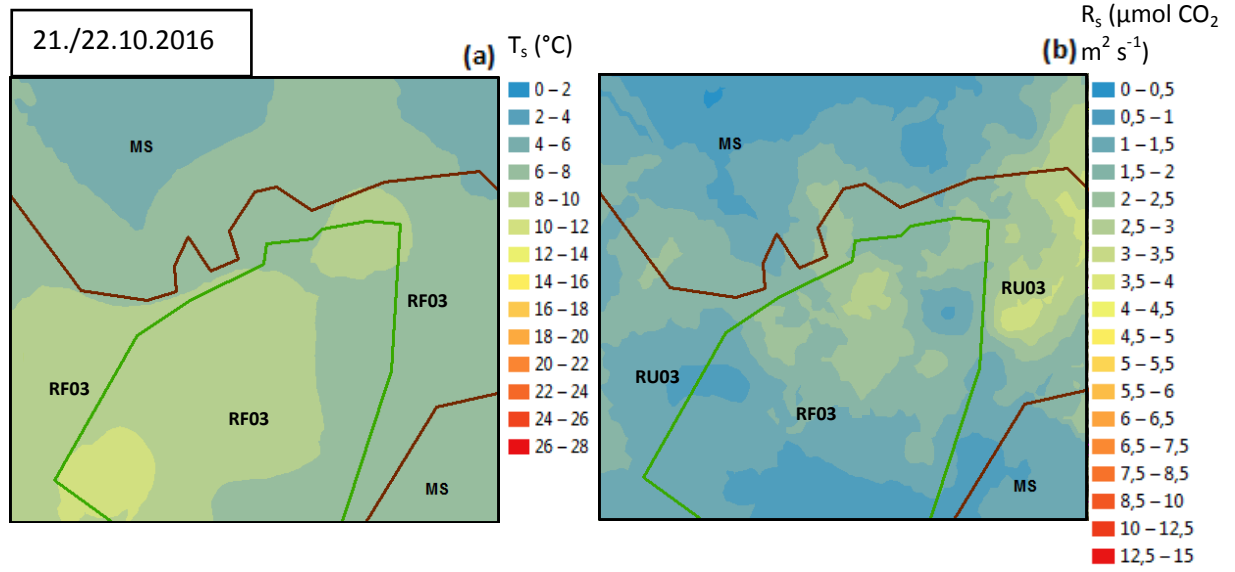 21./22.10.2016
(a)
Tₛ (°C)
0 – 2
2 – 4
4 – 6
6 – 8
8 – 10
10 – 12
12 – 14
14 – 16
16 – 18
18 – 20
20 – 22
22 – 24
24 – 26
26 – 28
MS
RF03
RF03
RF03
MS
(b)
Rₛ (µmol CO₂
m² s⁻¹)
0 – 0,5
0,5 – 1
1 – 1,5
1,5 – 2
2 – 2,5
2,5 – 3
3 – 3,5
3,5 – 4
4 – 4,5
4,5 – 5
5 – 5,5
5,5 – 6
6 – 6,5
6,5 – 7,5
7,5 – 8,5
8,5 – 10
10 – 12,5
12,5 – 15
MS
RU03
RU03
RF03
MS